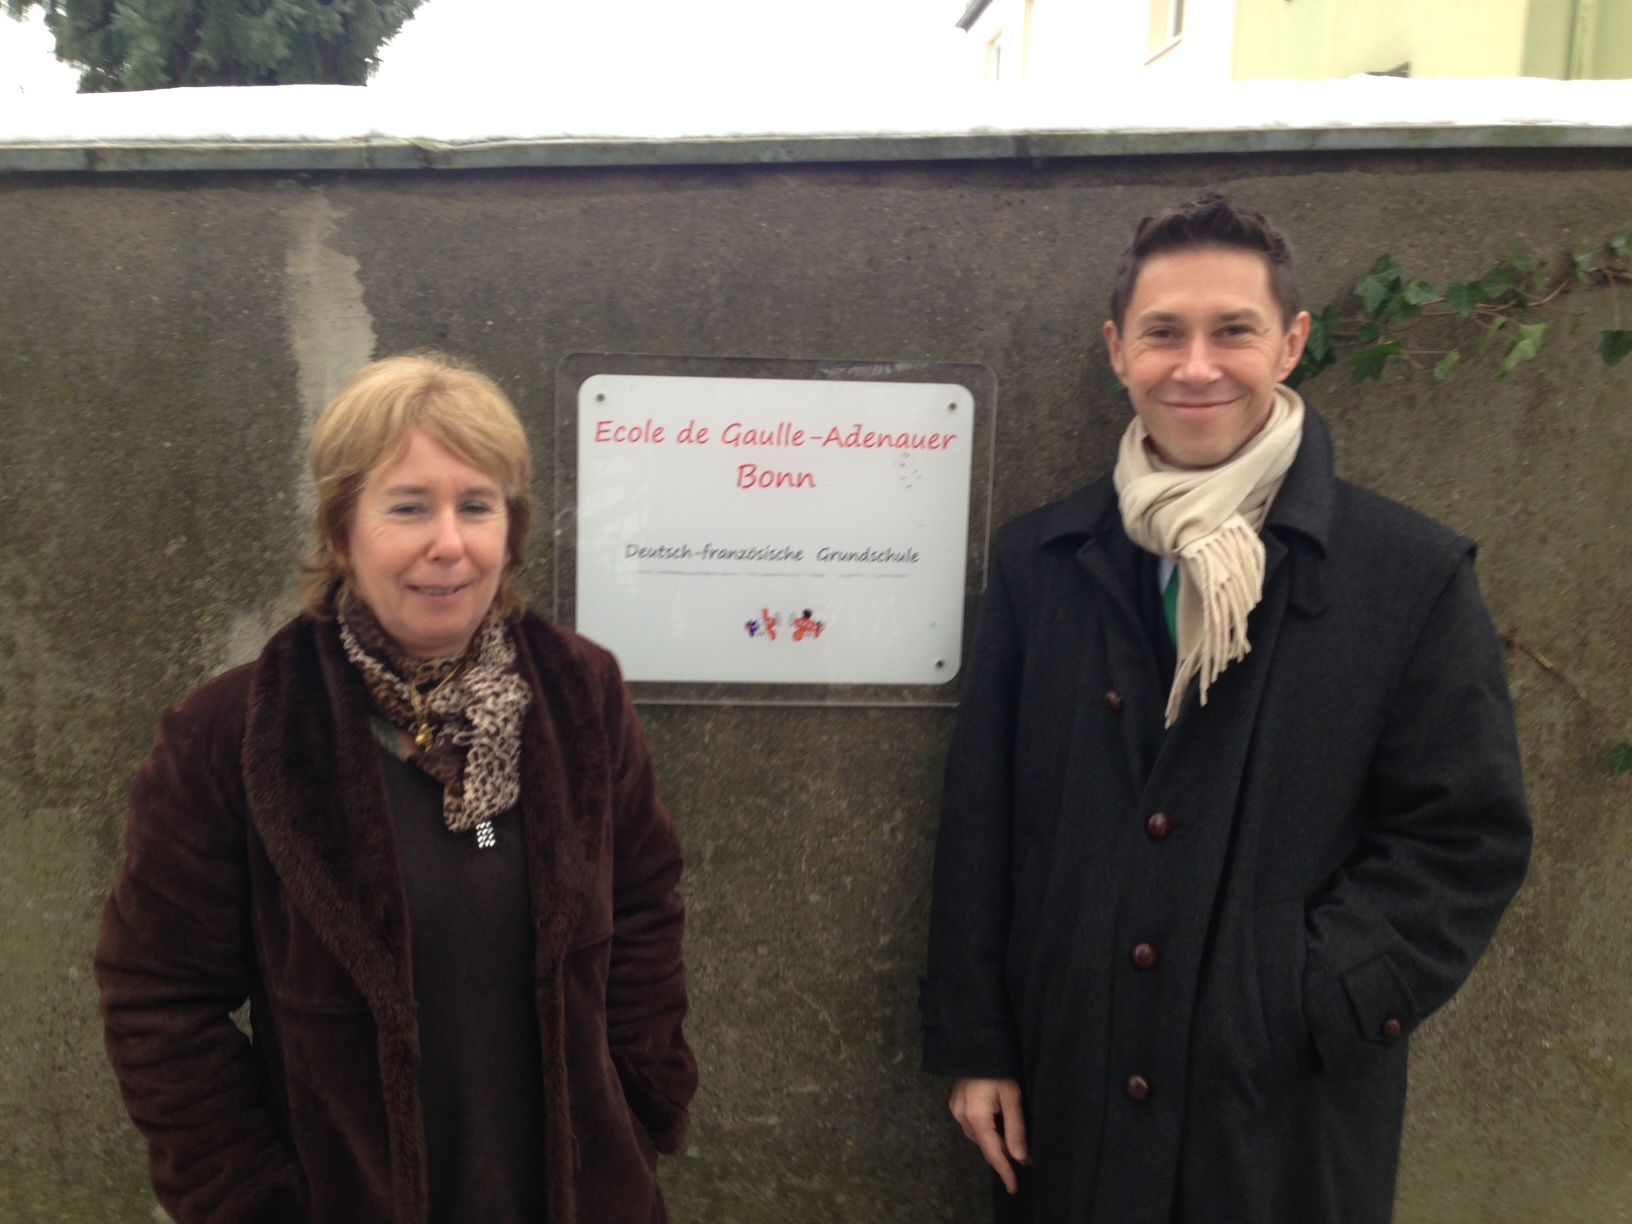 Ecole de Gaulle-Adenauer
Bonn
Deutsch-französische Grundschule